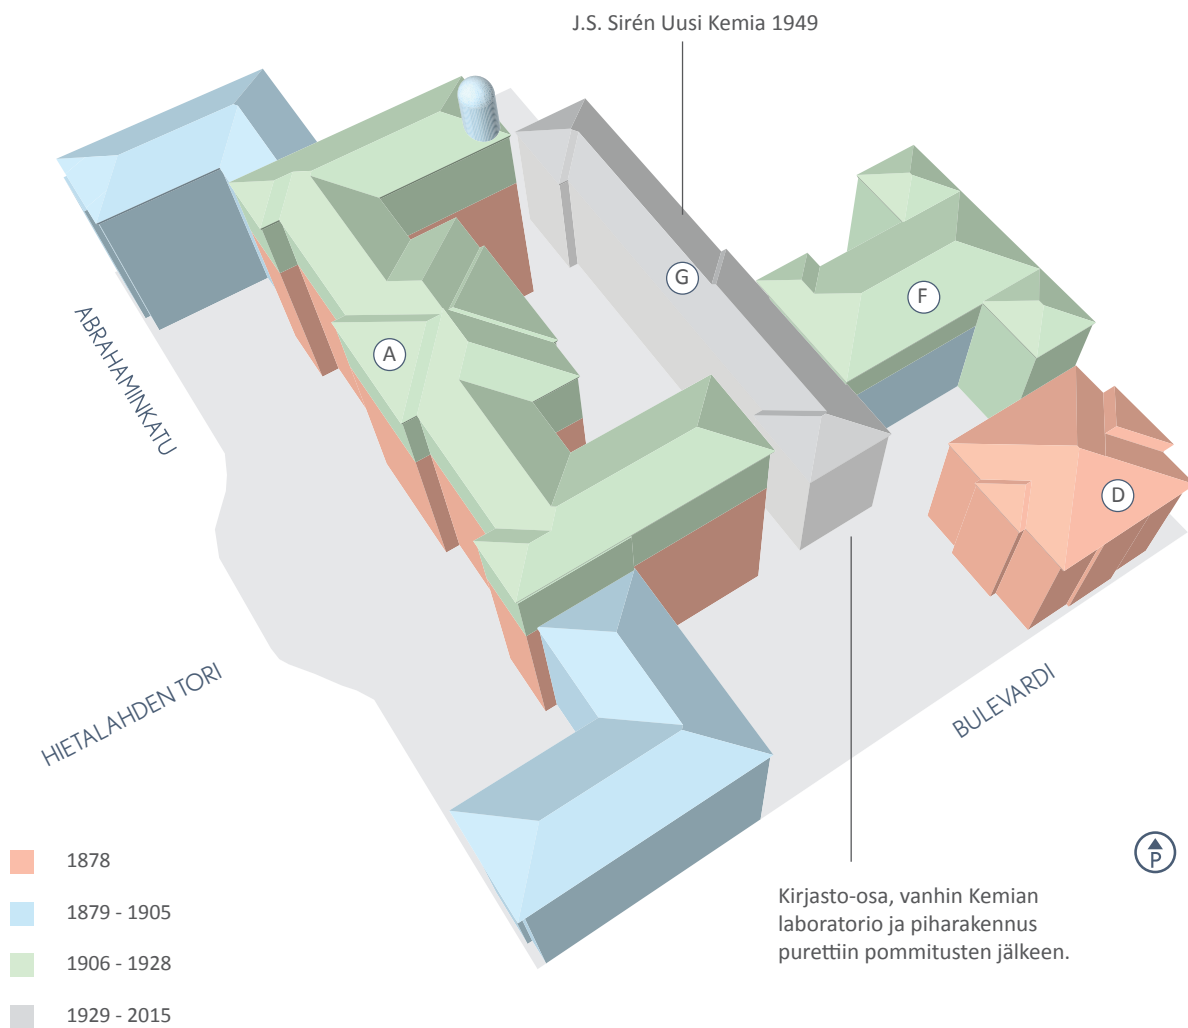 J.S. Sirén Uusi Kemia 1949
G
F
A
D
ABRAHAMINKATU
HIETALAHDEN TORI
BULEVARDI
P
1878
1879 - 1905
1906 - 1928
1929 - 2015
Kirjasto-osa, vanhin Kemian
laboratorio ja piharakennus
purettiin pommitusten jälkeen.